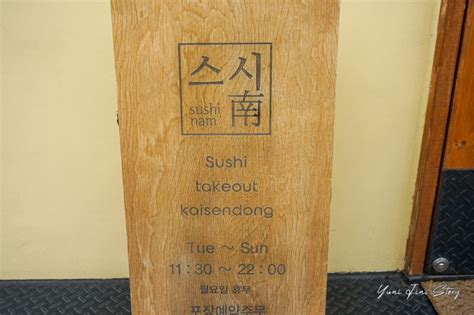 스시
sushi
nam 南
Sushi
takeout
kaisendong
Tue ~ Sun
11:30 ~ 22:00
월요일 휴무
포장예약주문
Yuni Jini Story